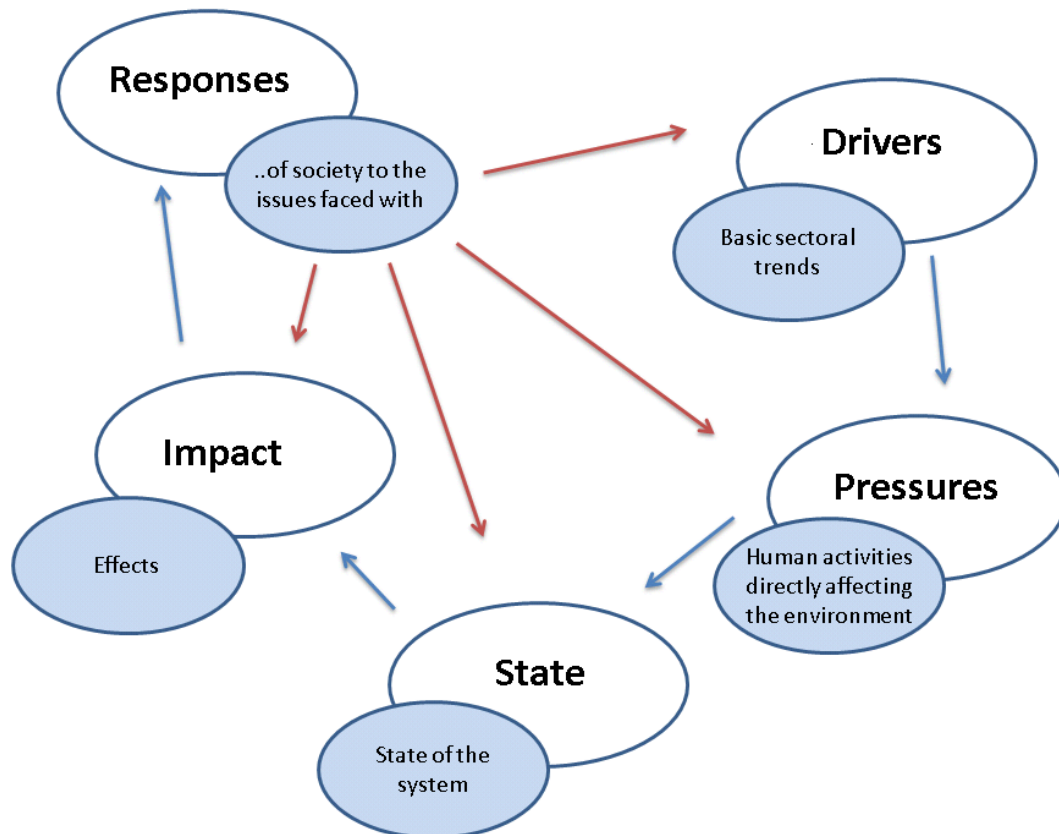 Responses
..of society to the
issues faced with
Drivers
Basic sectoral
trends
Impact
Effects
Pressures
Human activities
directly affecting
the environment
State
State of the
system